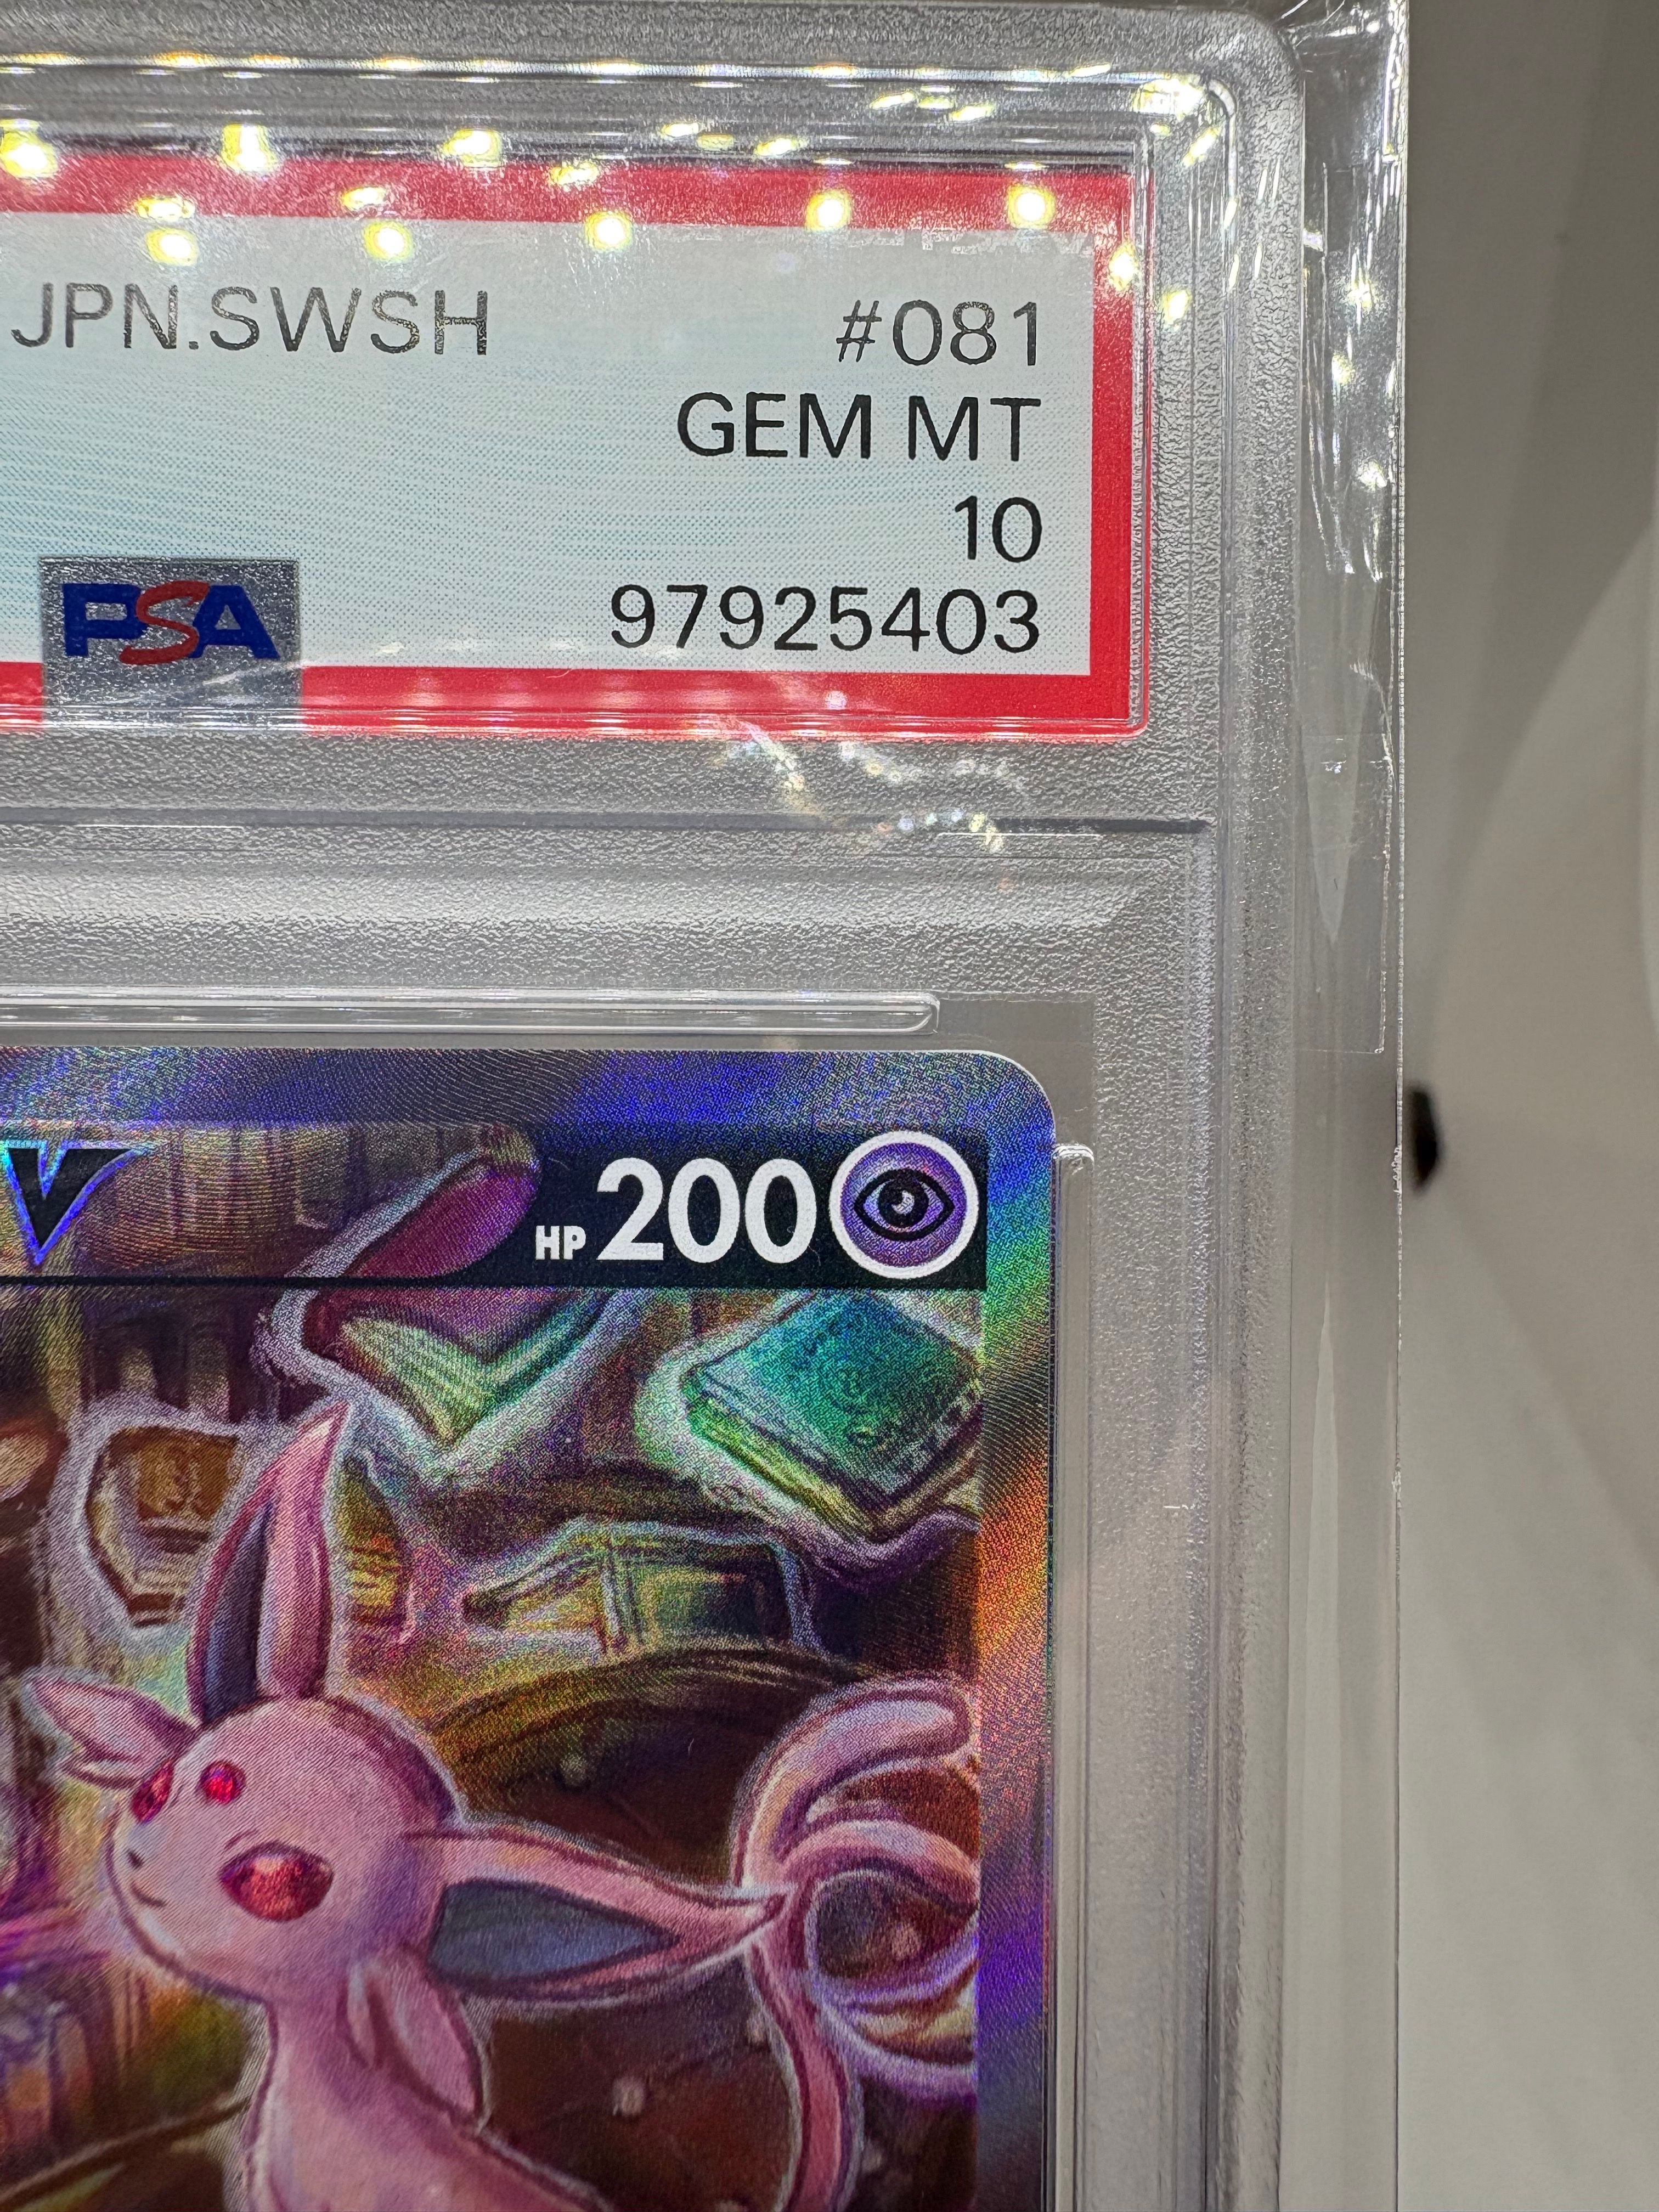 JPN.SWSH #081
GEM MT
10
PSA 97925403
V HP 200